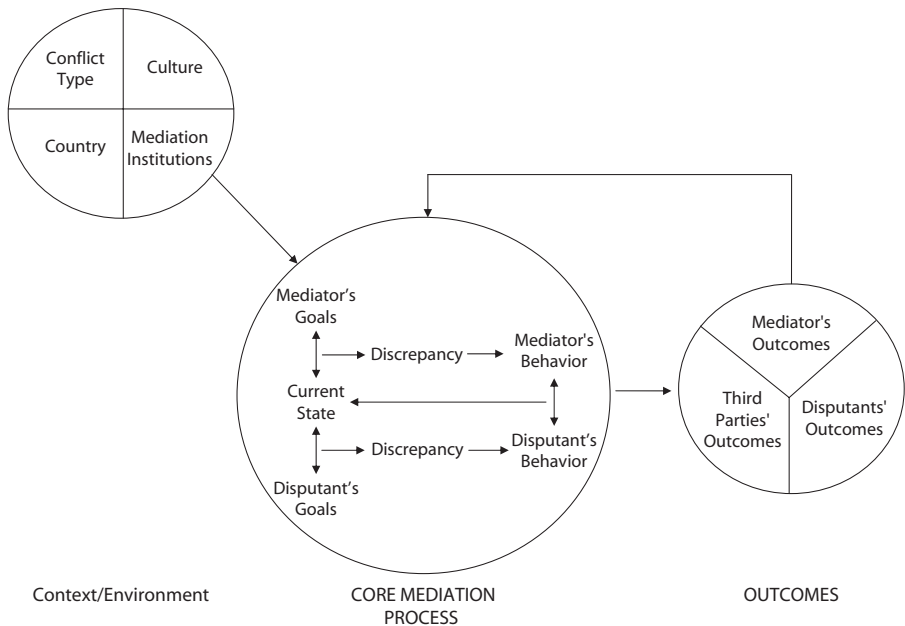 Conflict
Type
Culture
Country
Mediation
Institutions
Mediator’s
Goals
Discrepancy
Mediator's
Behavior
Current
State
Discrepancy
Disputant's
Behavior
Disputant’s
Goals
Mediator's
Outcomes
Third
Parties'
Outcomes
Disputants'
Outcomes
Context/Environment
CORE MEDIATION
PROCESS
OUTCOMES